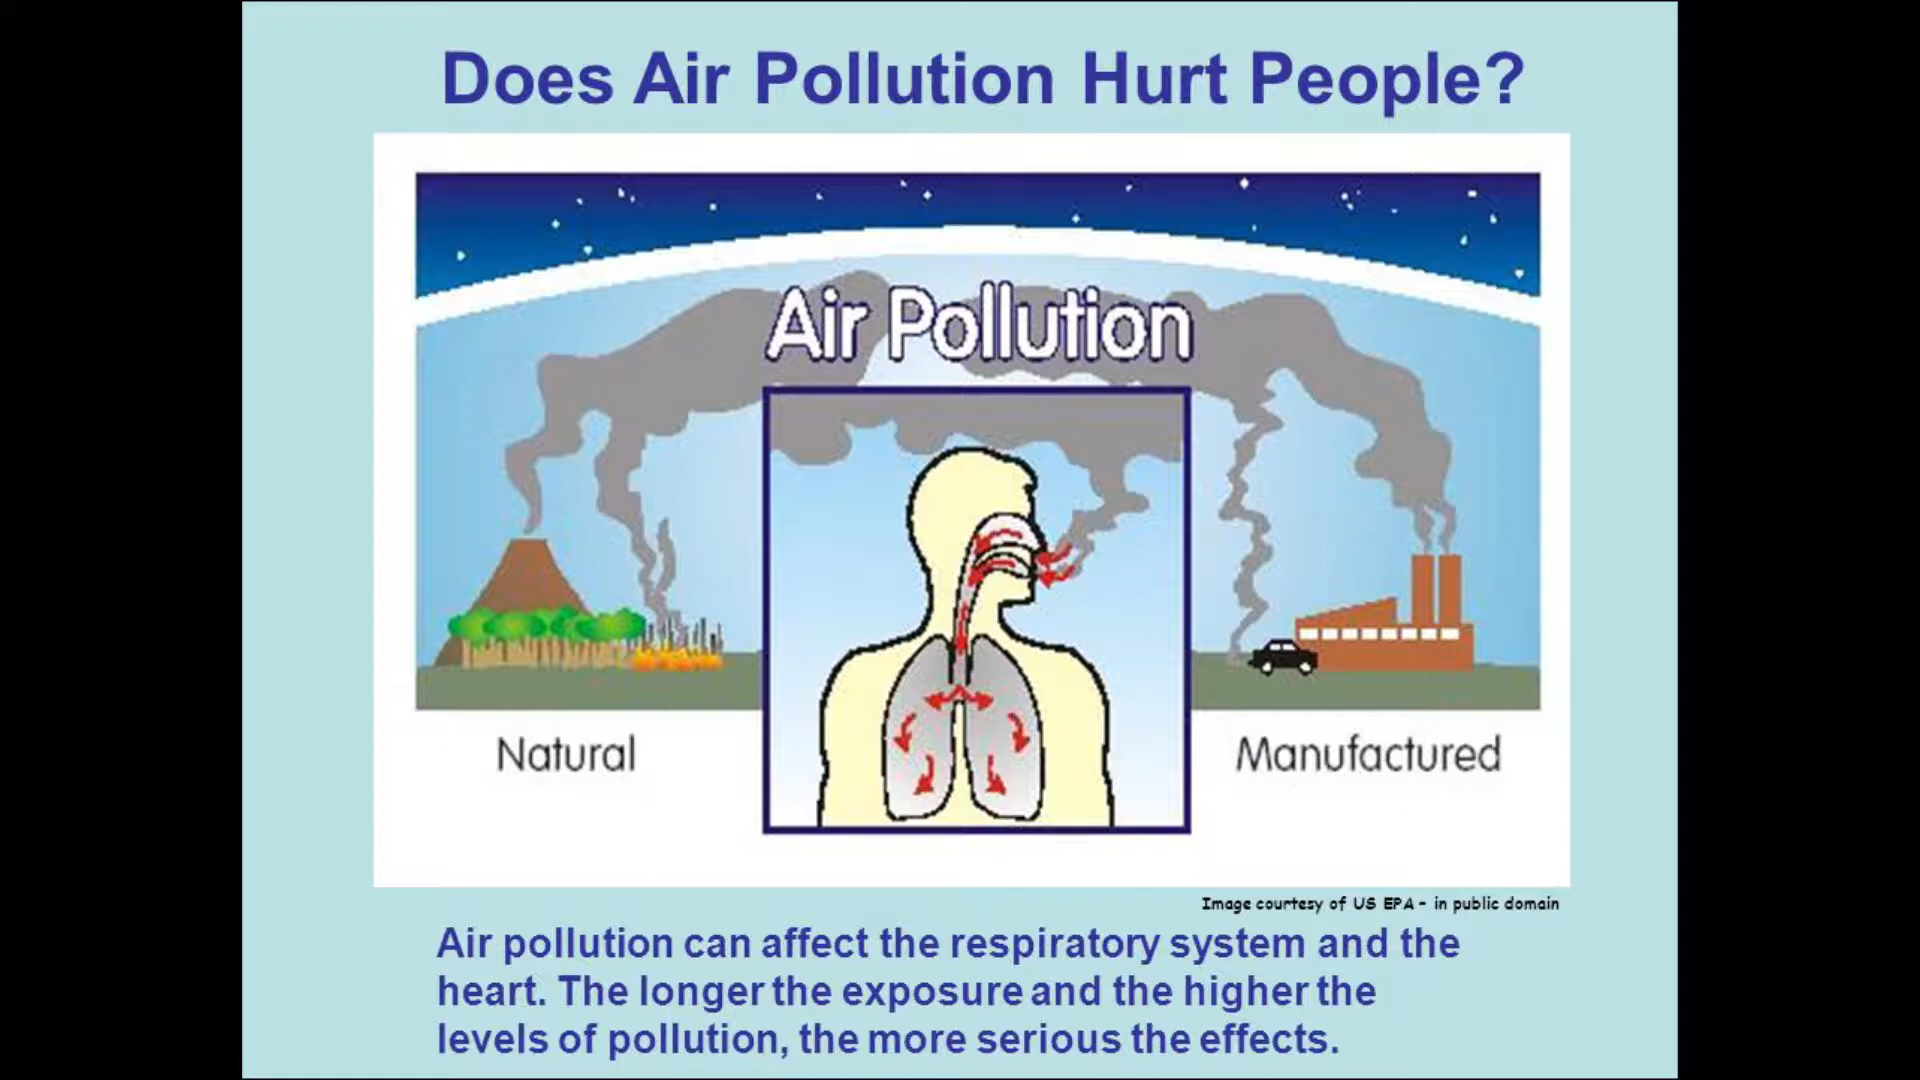 Does Air Pollution Hurt People?
Air Pollution
Natural
Manufactured
Image courtesy of US EPA - in public domain
Air pollution can affect the respiratory system and the
heart. The longer the exposure and the higher the
levels of pollution, the more serious the effects.